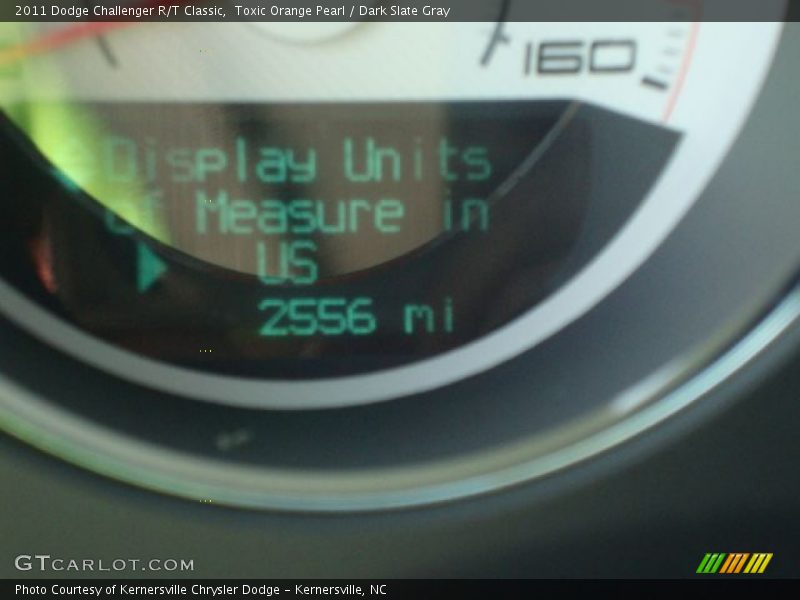 2011 Dodge Challenger R/T Classic,  Toxic Orange Pearl / Dark Slate Gray
160
Display Units
of Measure in
US
2556 mi
GTCARLOT.COM
Photo Courtesy of Kernersville Chrysler Dodge – Kernersville, NC